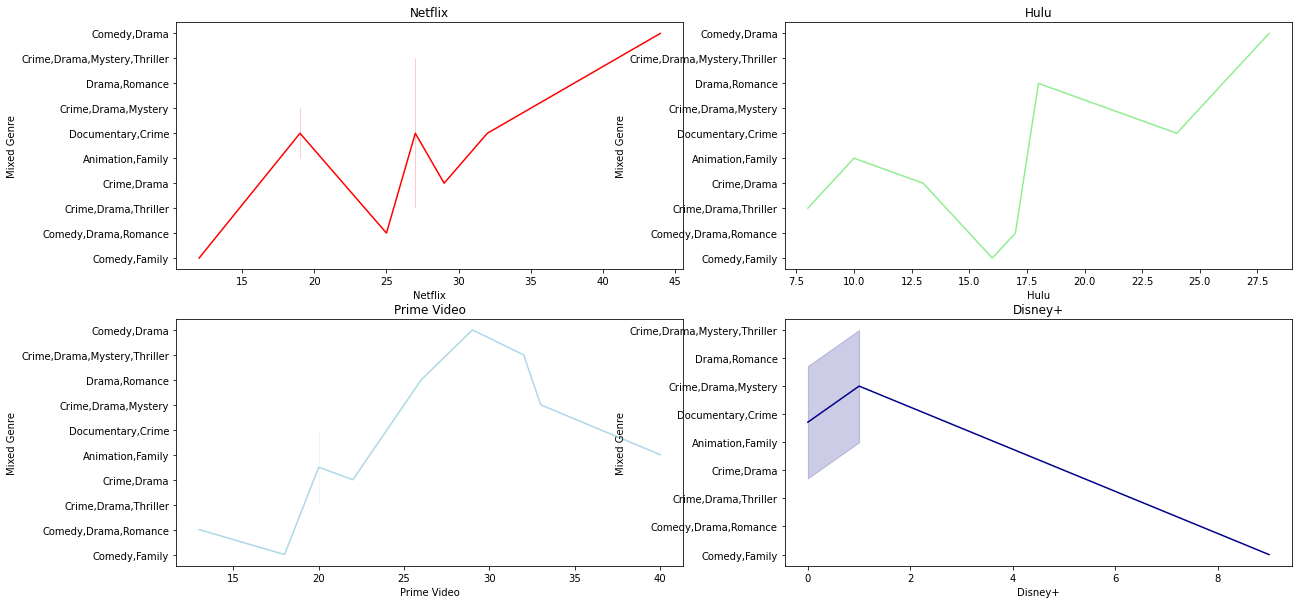 Netflix
Comedy,Drama
Crime,Drama,Mystery,Thriller
Drama,Romance
Crime,Drama,Mystery
Documentary,Crime
Animation,Family
Crime,Drama
Crime,Drama,Thriller
Comedy,Drama,Romance
Comedy,Family
Mixed Genre
15 20 25 30 35 40 45
Netflix
Hulu
Comedy,Drama
Crime,Drama,Mystery,Thriller
Drama,Romance
Crime,Drama,Mystery
Documentary,Crime
Animation,Family
Crime,Drama
Crime,Drama,Thriller
Comedy,Drama,Romance
Comedy,Family
Mixed Genre
7.5 10.0 12.5 15.0 17.5 20.0 22.5 25.0 27.5
Hulu
Prime Video
Comedy,Drama
Crime,Drama,Mystery,Thriller
Drama,Romance
Crime,Drama,Mystery
Documentary,Crime
Animation,Family
Crime,Drama
Crime,Drama,Thriller
Comedy,Drama,Romance
Comedy,Family
Mixed Genre
15 20 25 30 35 40
Prime Video
Disney+
Crime,Drama,Mystery,Thriller
Drama,Romance
Crime,Drama,Mystery
Documentary,Crime
Animation,Family
Crime,Drama
Crime,Drama,Thriller
Comedy,Drama,Romance
Comedy,Family
Mixed Genre
0 2 4 6 8
Disney+